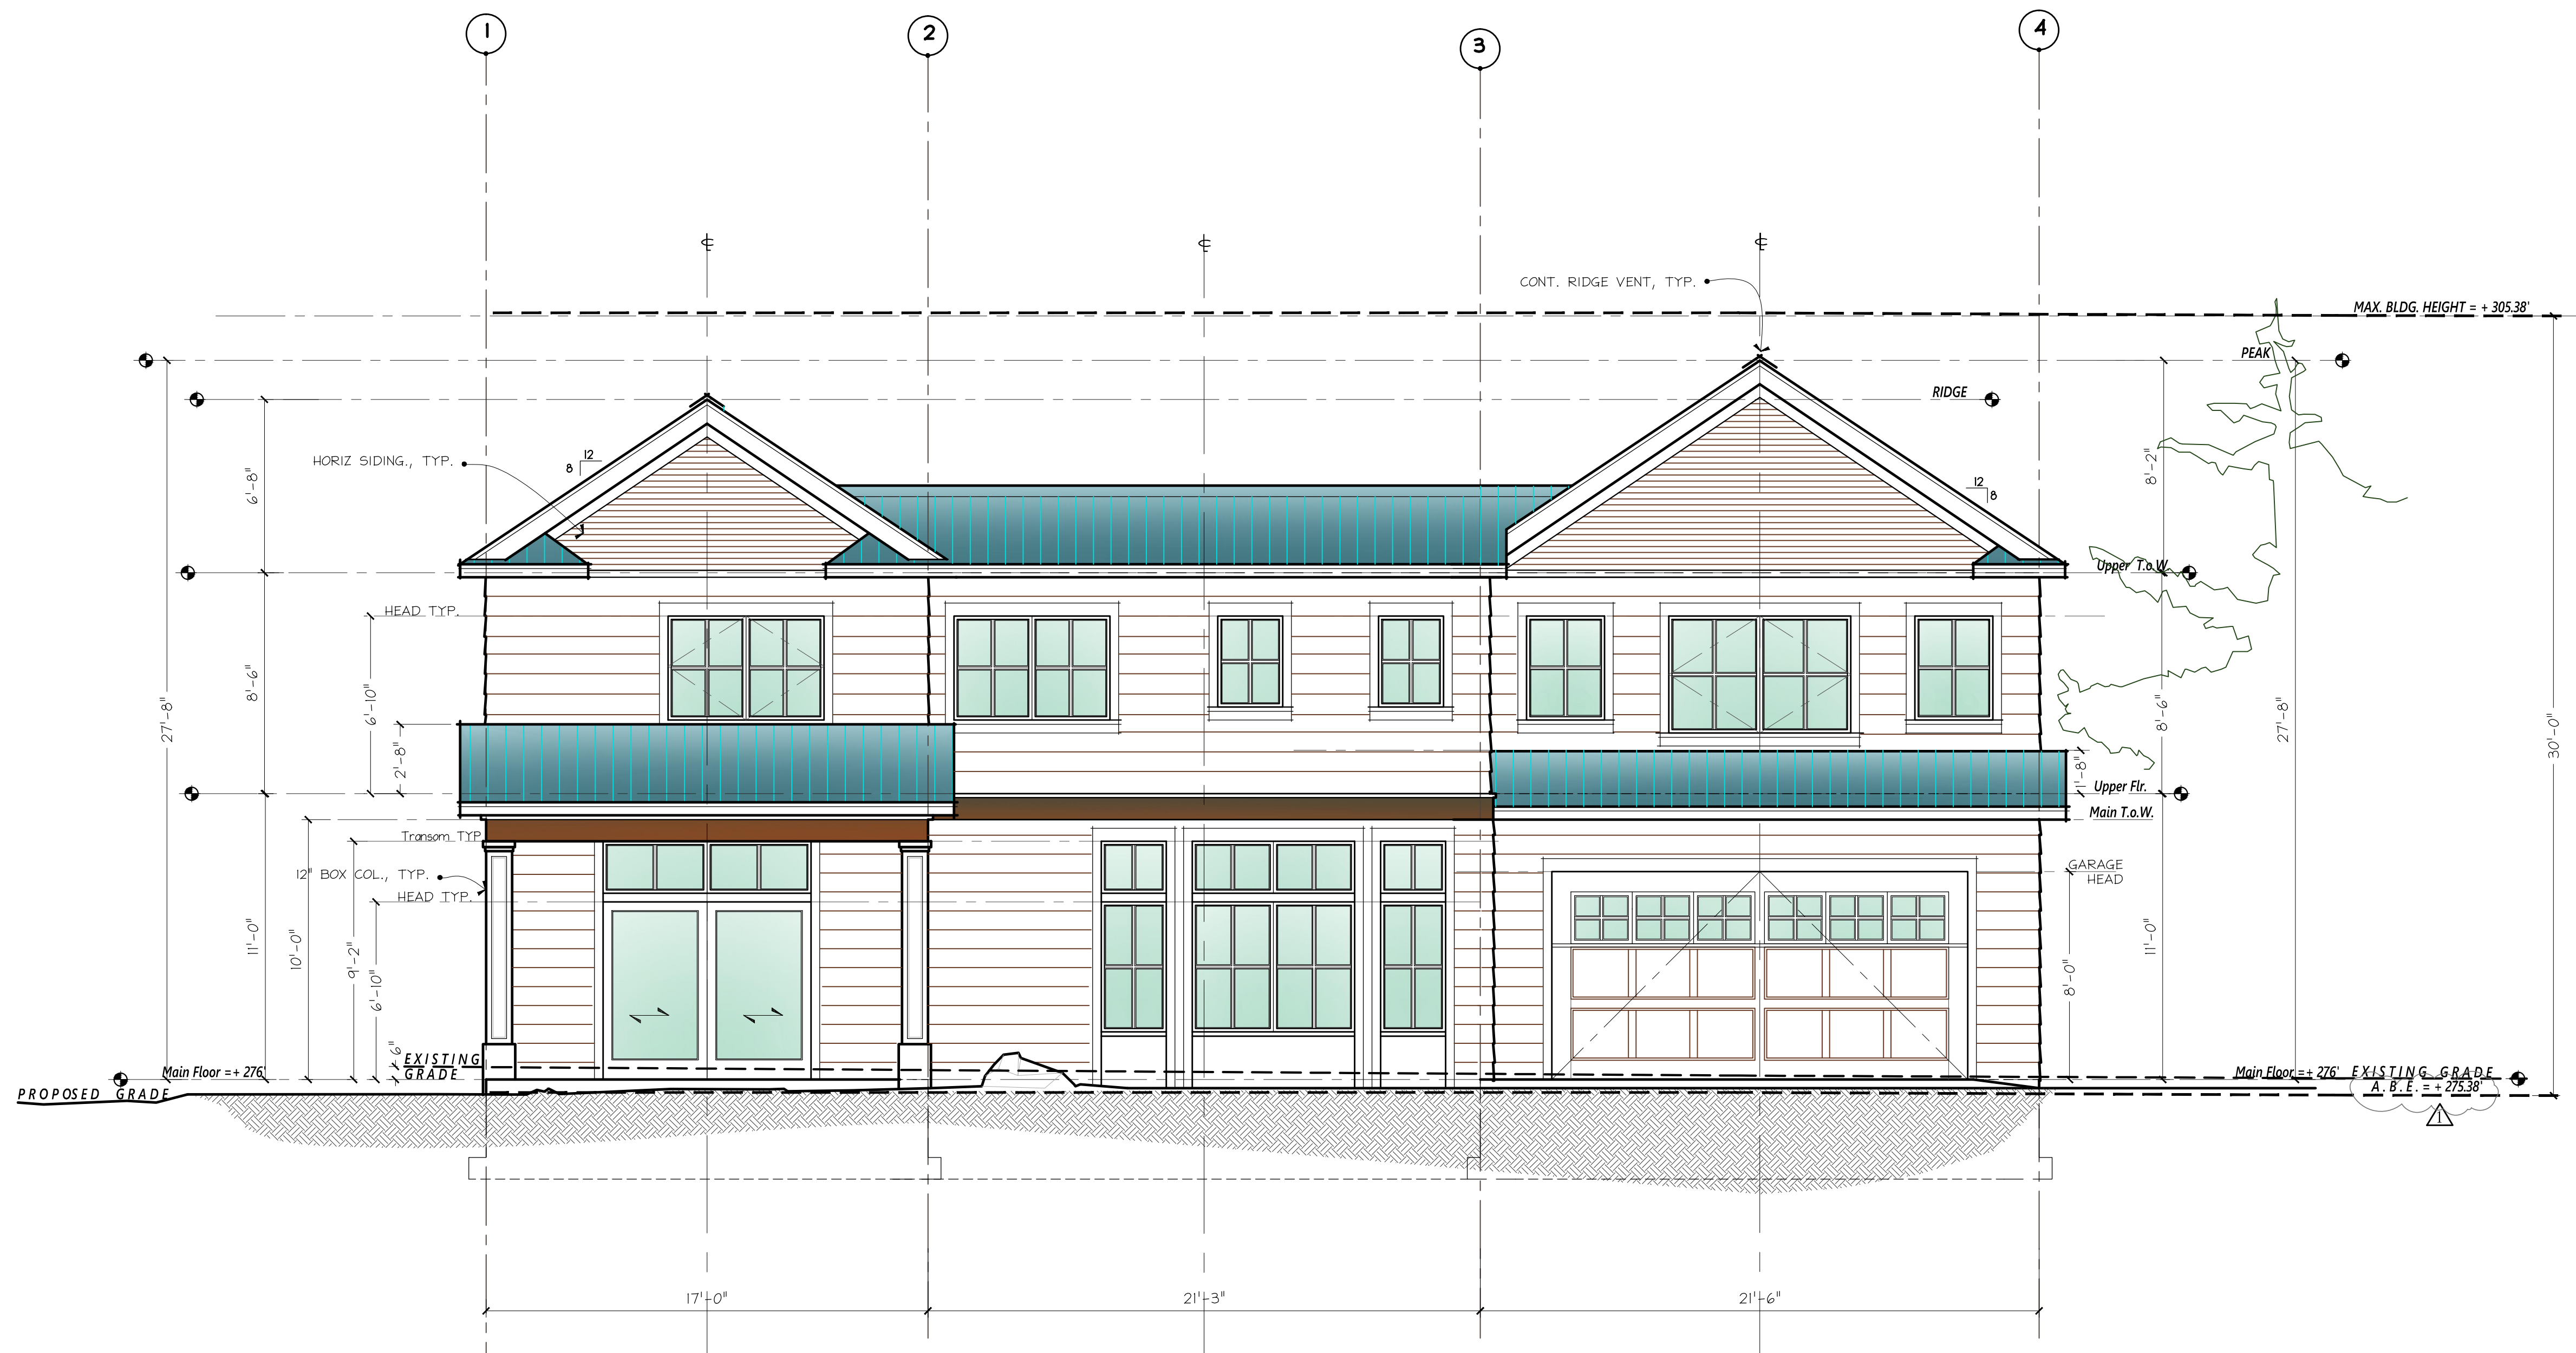 1
2
3
4
℄
℄
℄
CONT. RIDGE VENT, TYP.
MAX. BLDG. HEIGHT = + 305.38'
PEAK
RIDGE
HORIZ SIDING., TYP.
12
8
12
8
6'-8"
8'-2"
Upper T.o.W.
HEAD TYP.
27'-8"
8'-6"
6'-10"
2'-8"
8'-6"
27'-8"
30'-0"
1'-8"
Upper Flr.
Main T.o.W.
Transom TYP.
12" BOX COL., TYP.
HEAD TYP.
GARAGE
HEAD
11'-0"
10'-0"
9'-2"
6'-10"
11'-0"
8'-0"
6"
EXISTING
GRADE
Main Floor =+ 276'
PROPOSED GRADE
Main Floor =+ 276' EXISTING GRADE
A.B.E. = + 275.38'
1
17'-0"
21'-3"
21'-6"